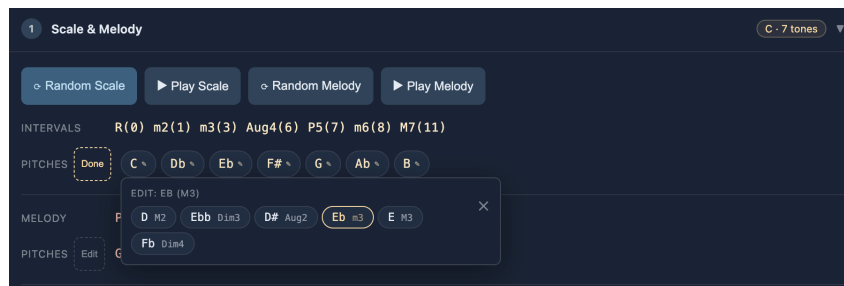 1 Scale & Melody C · 7 tones ▼
⟳ Random Scale ▶ Play Scale ⟳ Random Melody ▶ Play Melody
INTERVALS R(0) m2(1) m3(3) Aug4(6) P5(7) m6(8) M7(11)
PITCHES Done C ✎ Db ✎ Eb ✎ F# ✎ G ✎ Ab ✎ B ✎
EDIT: EB (M3)
D M2 Ebb Dim3 D# Aug2 Eb m3 E M3 ×
Fb Dim4
MELODY
PITCHES Edit